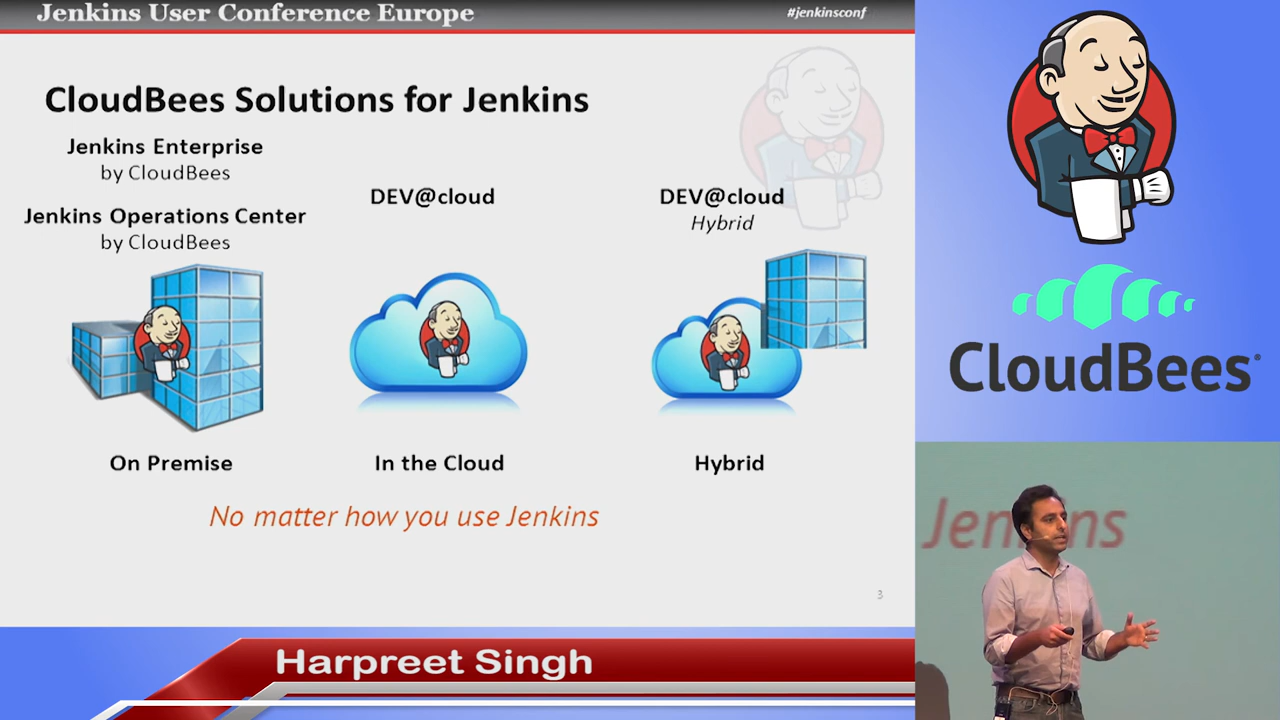 Jenkins User Conference Europe
#jenkinsconf
CloudBees Solutions for Jenkins
Jenkins Enterprise
by CloudBees
Jenkins Operations Center
by CloudBees
DEV@cloud
DEV@cloud
Hybrid
On Premise
In the Cloud
Hybrid
No matter how you use Jenkins
3
CloudBees®
Jenkins
Harpreet Singh